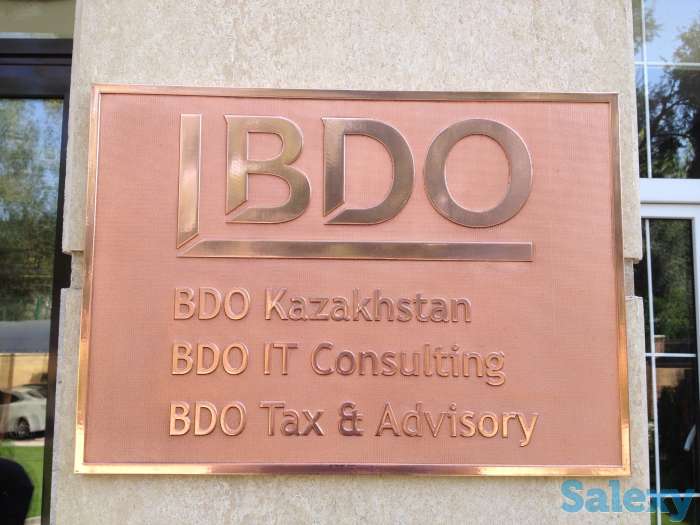 BDO
BDO Kazakhstan
BDO IT Consulting
BDO Tax & Advisory
Salexy